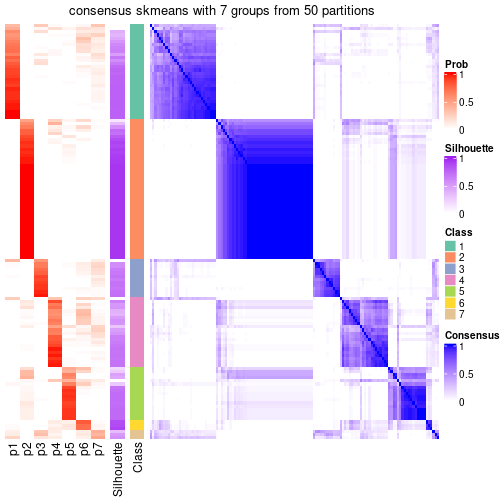 consensus skmeans with 7 groups from 50 partitions
Prob
1
0.5
0
Silhouette
1
0.5
0
Class
1
2
3
4
5
6
7
Consensus
1
0.5
0
p1 p2 p3 p4 p5 p6 p7 Silhouette Class